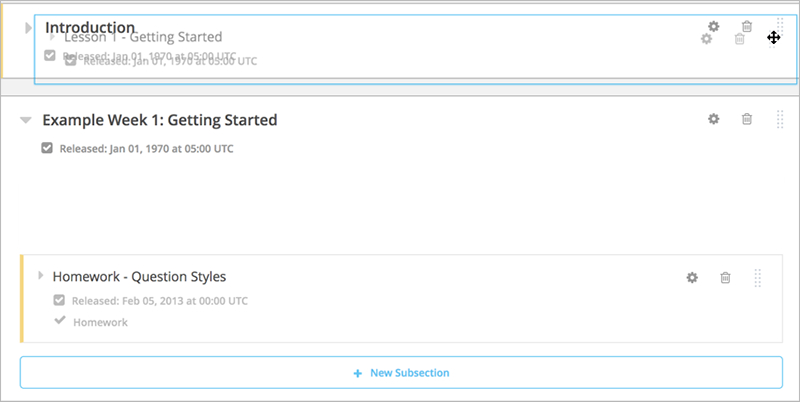 Introduction
Lesson 1 - Getting Started
Released: Jan 01, 1970 at 05:00 UTC
Released: Jan 01, 1970 at 05:00 UTC
Example Week 1: Getting Started
Released: Jan 01, 1970 at 05:00 UTC
Homework - Question Styles
Released: Feb 05, 2013 at 00:00 UTC
Homework
+ New Subsection